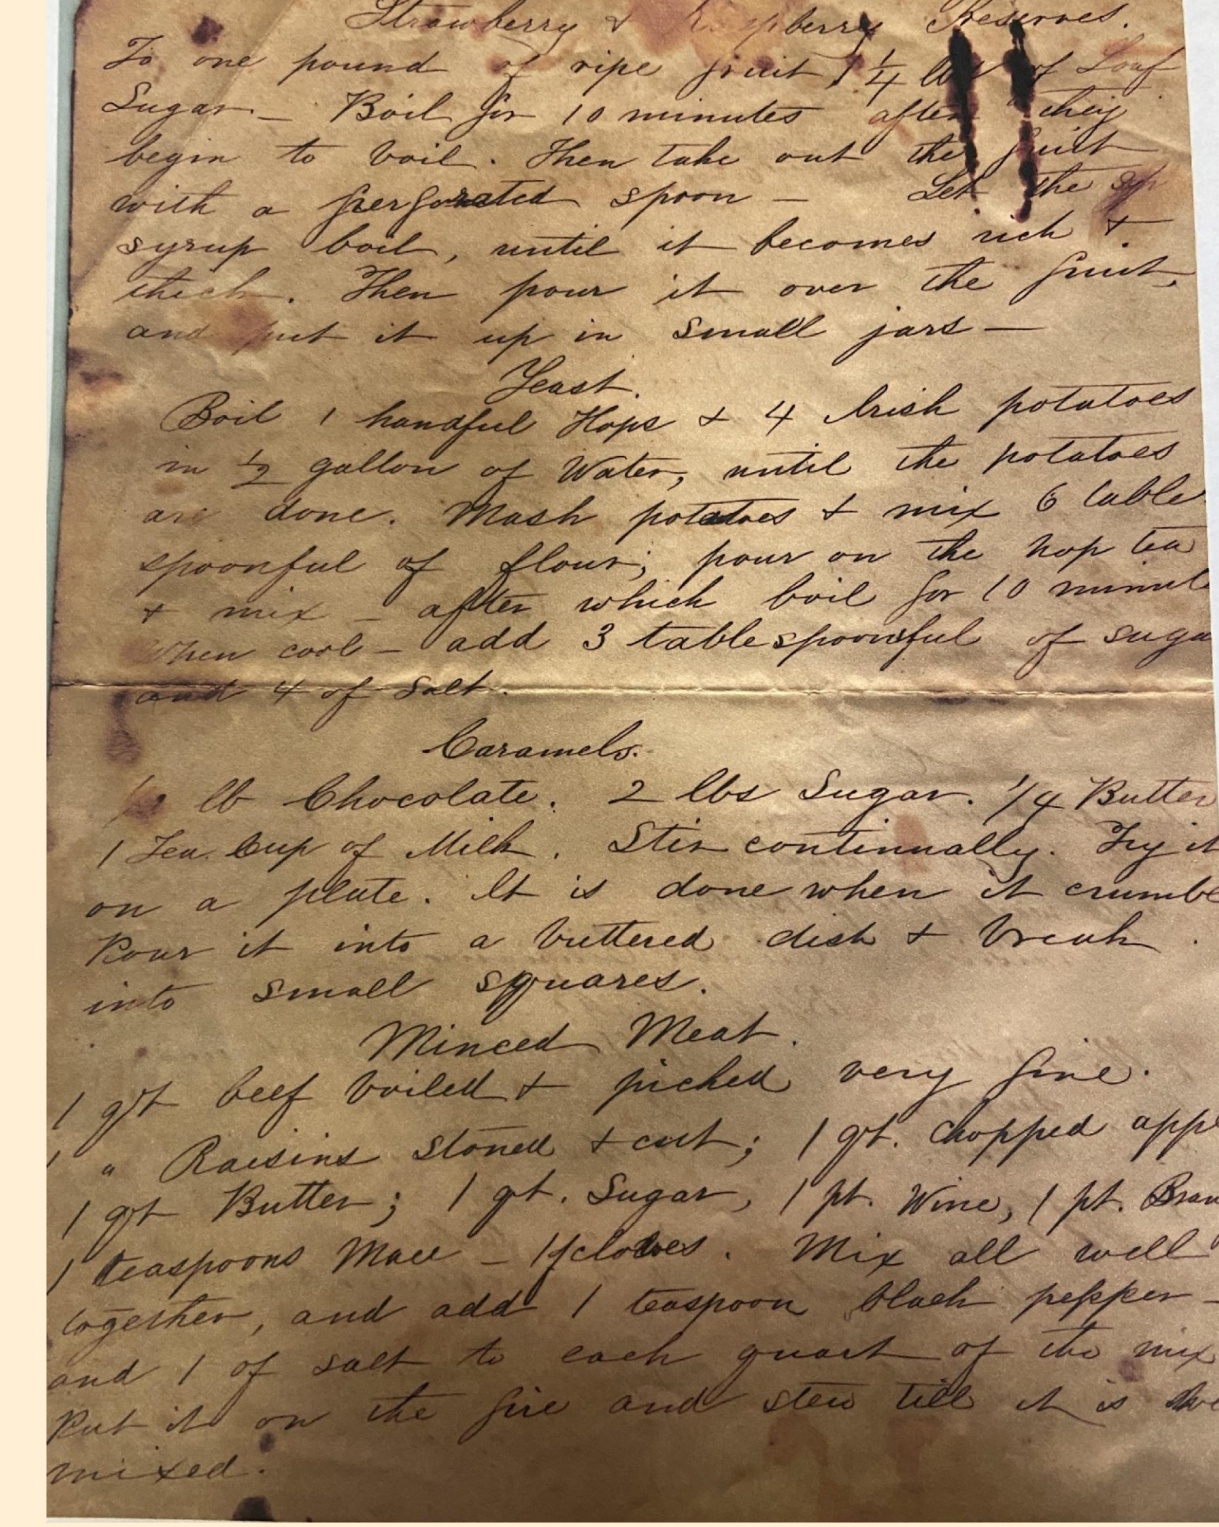 Strawberry & Raspberry Reserves.
To one pound of ripe fruit 1 1/4 lbs of Loaf
Sugar — Boil for 10 minutes after they
begin to boil. Then take out the fruit
with a perforated spoon — Let the
syrup boil, until it becomes rich &
thick. Then pour it over the fruit,
and put it up in small jars —
Yeast.
Boil 1 handful Hops & 4 Irish potatoes
in 1/2 gallon of Water, until the potatoes
are done. Mash potatoes & mix 6 table
spoonful of flour; pour on the hop tea
& mix — after which boil for 10 minute
When cool — add 3 tablespoonsful of suga
and 4 of Salt.
Caramels.
lb Chocolate. 2 lbs Sugar. 1/4 Butter
1 Tea Cup of Milk. Stir continually. Try it
on a plate. It is done when it crumbl
Pour it into a buttered dish & break
into small squares.
Minced Meat.
1 qt beef boiled & picked very fine.
1 " Raisins stoned & cut; 1 qt. chopped appl
1 qt Butter; 1 qt. Sugar, 1 pt. Wine, 1 pt. Bran
1 teaspoons Mace — 1 cloves. Mix all well
together, and add 1 teaspoon black pepper —
and 1 of salt to each quart of the mix
Put it on the fire and stew till it is we
mixed.